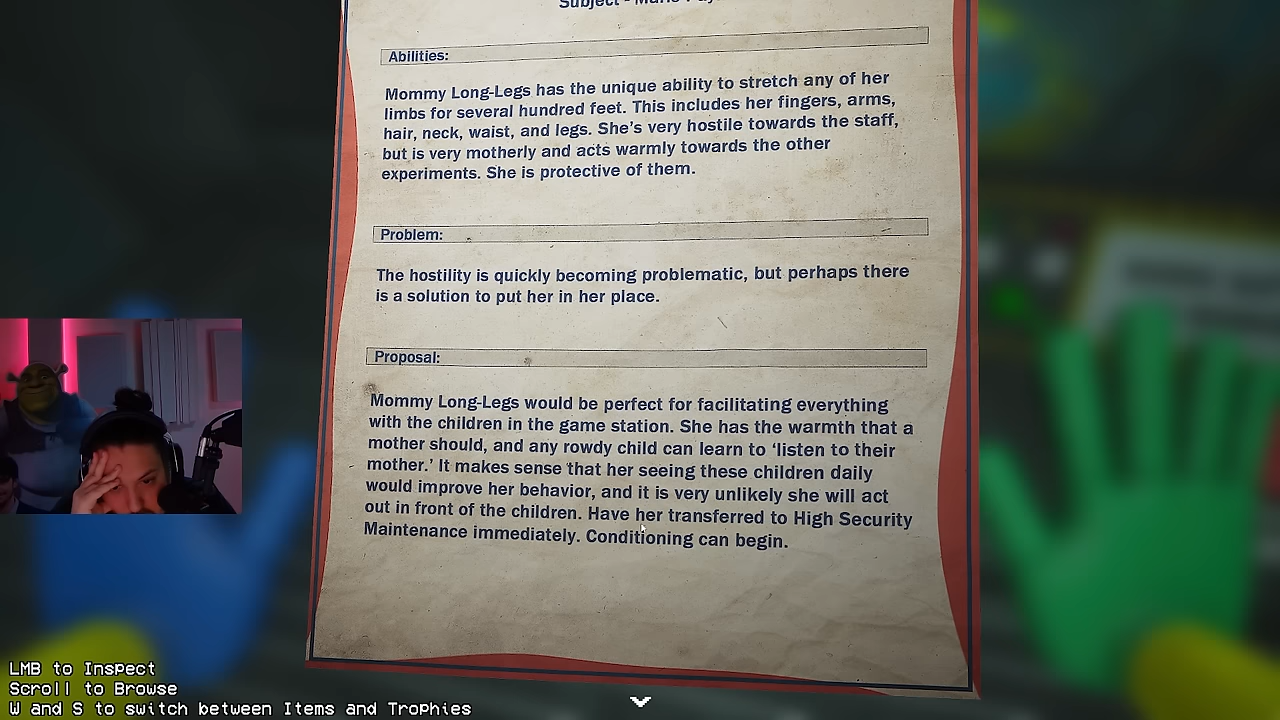 Subject -
Abilities:
Mommy Long-Legs has the unique ability to stretch any of her
limbs for several hundred feet. This includes her fingers, arms,
hair, neck, waist, and legs. She's very hostile towards the staff,
but is very motherly and acts warmly towards the other
experiments. She is protective of them.
Problem:
The hostility is quickly becoming problematic, but perhaps there
is a solution to put her in her place.
Proposal:
Mommy Long-Legs would be perfect for facilitating everything
with the children in the game station. She has the warmth that a
mother should, and any rowdy child can learn to ‘listen to their
mother.’ It makes sense that her seeing these children daily
would improve her behavior, and it is very unlikely she will act
out in front of the children. Have her transferred to High Security
Maintenance immediately. Conditioning can begin.
LMB to Inspect
Scroll to Browse
W and S to switch between Items and Trophies